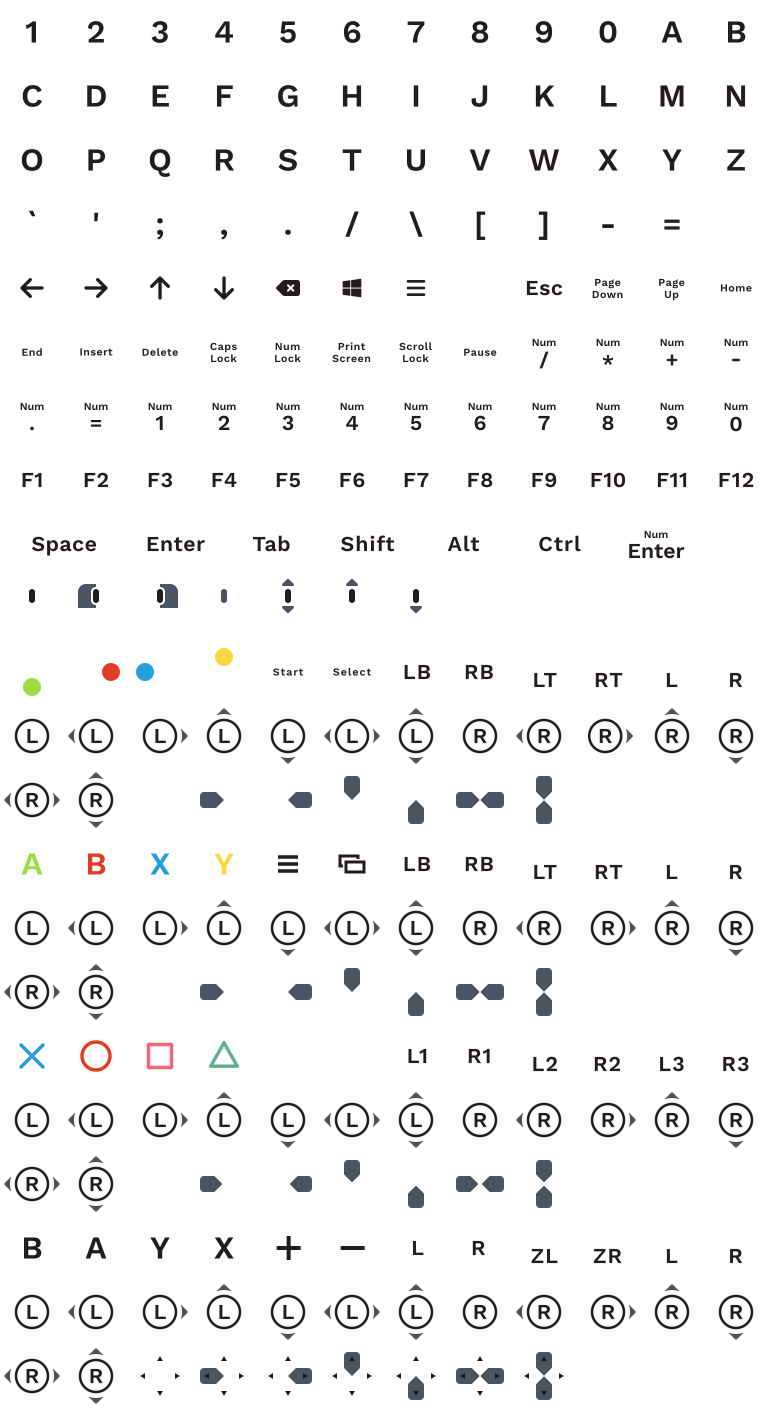 1 2 3 4 5 6 7 8 9 0 A B
C D E F G H I J K L M N
O P Q R S T U V W X Y Z
` ' ; , . / \ [ ] - =
← → ↑ ↓ Esc Page Down Page Up Home
End Insert Delete Caps Lock Num Lock Print Screen Scroll Lock Pause Num / Num * Num + Num -
Num . Num = Num 1 Num 2 Num 3 Num 4 Num 5 Num 6 Num 7 Num 8 Num 9 Num 0
F1 F2 F3 F4 F5 F6 F7 F8 F9 F10 F11 F12
Space Enter Tab Shift Alt Ctrl Num Enter
Start Select LB RB LT RT L R
L L L L L L L R R R R R
R R
A B X Y LB RB LT RT L R
L L L L L L L R R R R R
R R
L1 R1 L2 R2 L3 R3
L L L L L L L R R R R R
R R
B A Y X + − L R ZL ZR L R
L L L L L L L R R R R R
R R